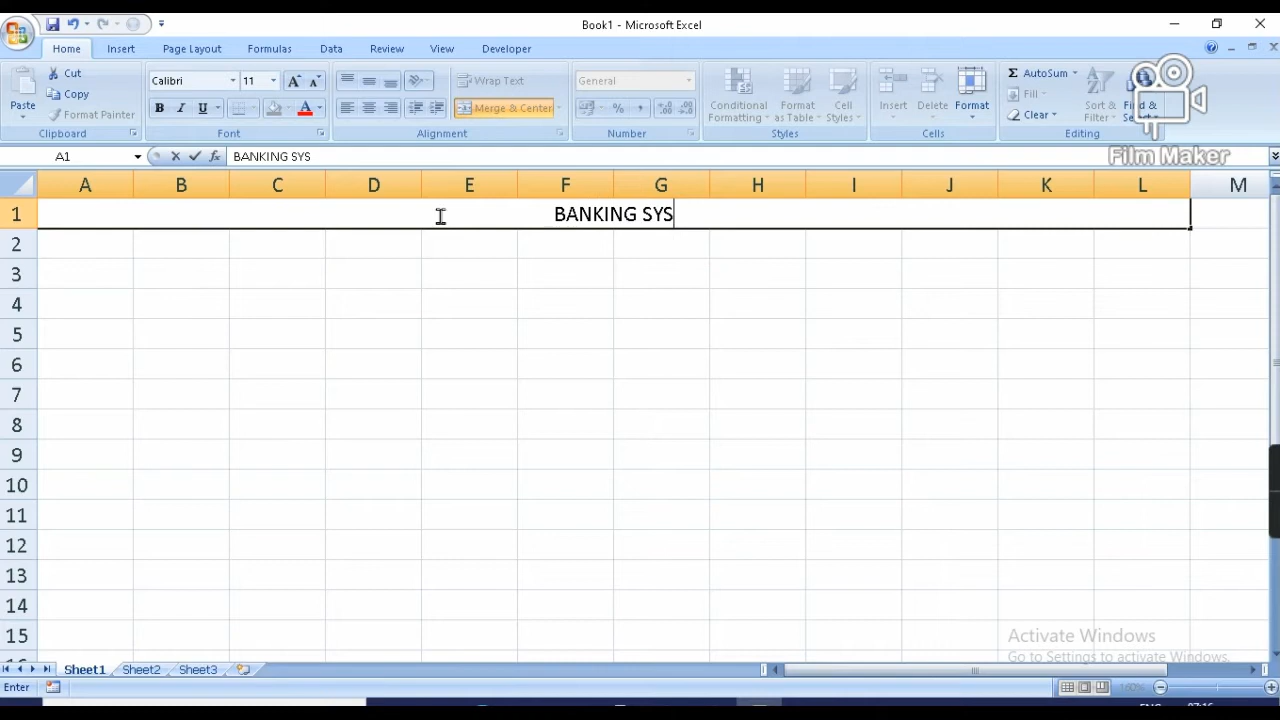 Book1 - Microsoft Excel
Home Insert Page Layout Formulas Data Review View Developer
Paste Cut Copy Format Painter Clipboard
Calibri 11 Font
Wrap Text Merge & Center Alignment
General Number
Conditional Formatting Format as Table Cell Styles Styles
Insert Delete Format Cells
AutoSum Fill Clear Sort & Filter Find & Editing
Film Maker
A1 BANKING SYS
A B C D E F G H I J K L M
1 BANKING SYS
2
3
4
5
6
7
8
9
10
11
12
13
14
15
Activate Windows
Go to Settings to activate Windows.
Sheet1 Sheet2 Sheet3
Enter 160%